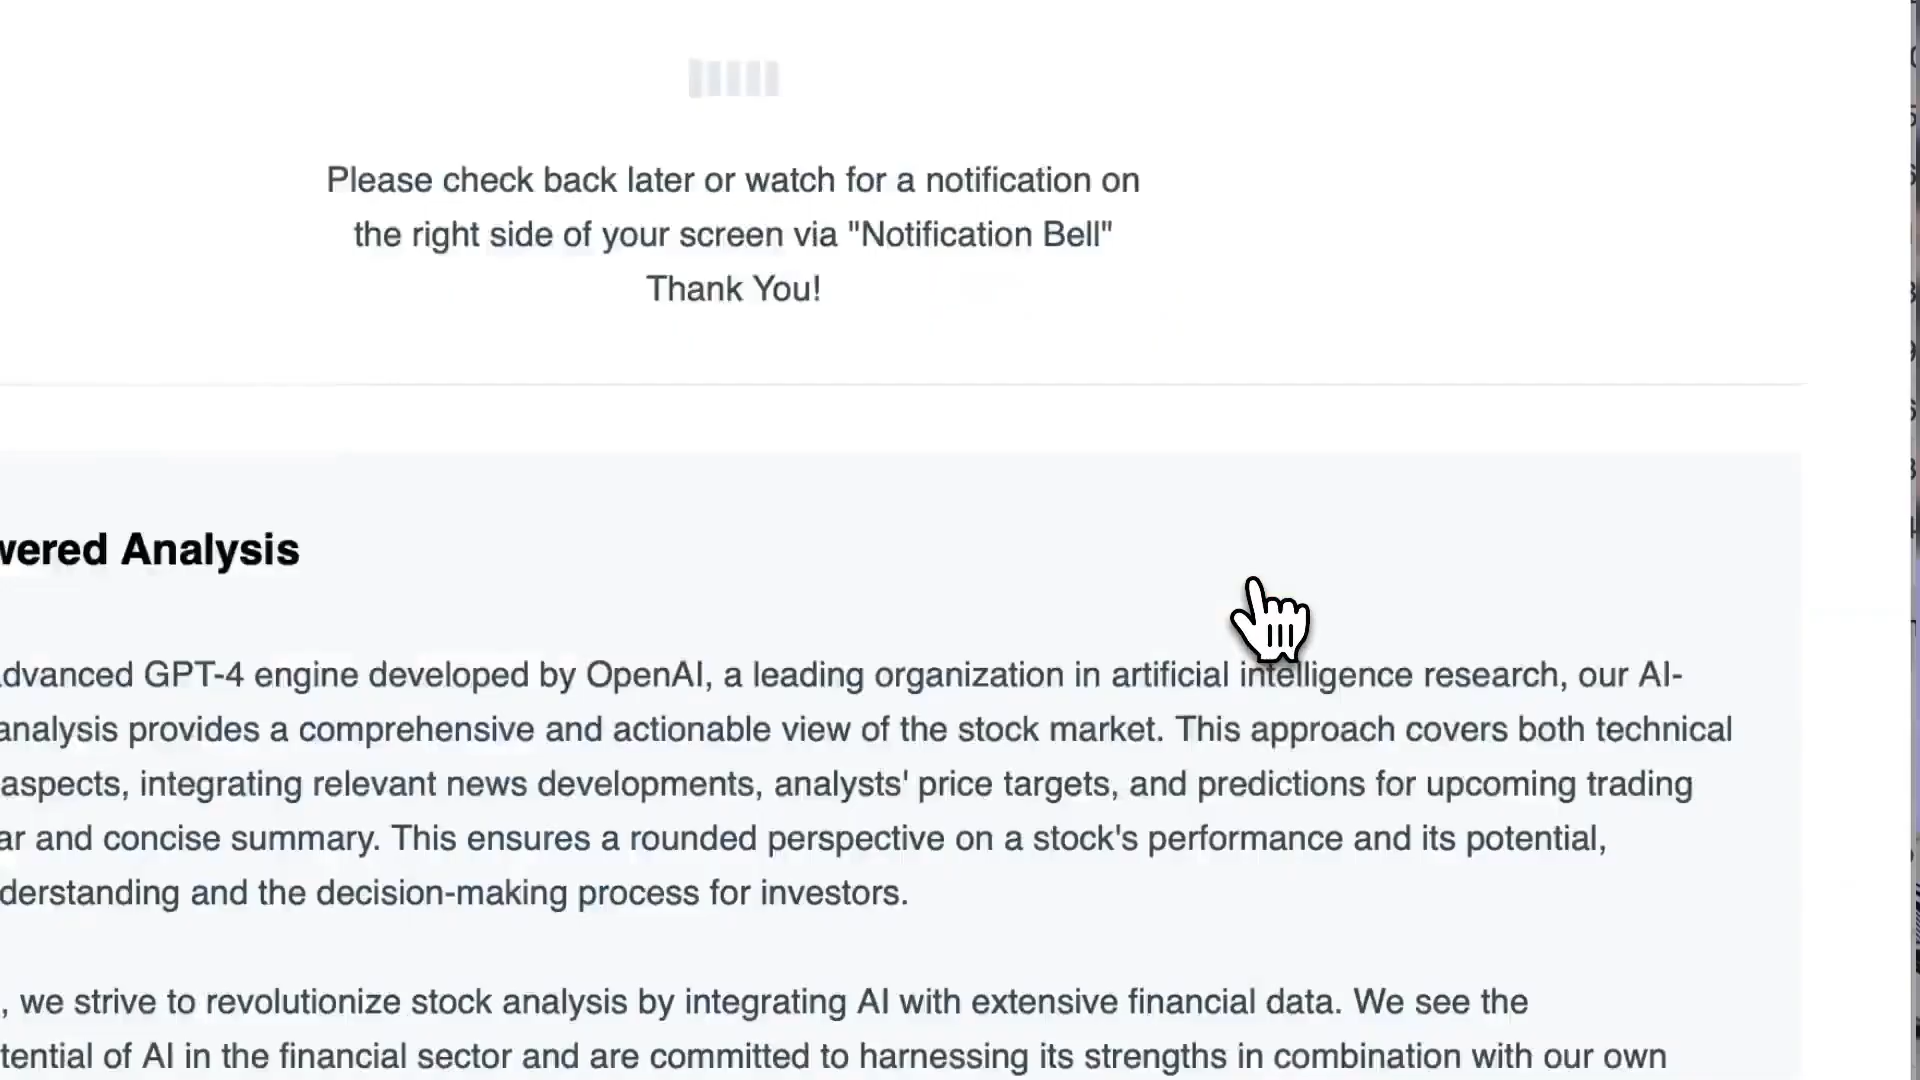 Please check back later or watch for a notification on
the right side of your screen via "Notification Bell"
Thank You!
Analysis
GPT-4 engine developed by OpenAI, a leading organization in artificial intelligence research, our AI-
analysis provides a comprehensive and actionable view of the stock market. This approach covers both technical
aspects, integrating relevant news developments, analysts' price targets, and predictions for upcoming trading
and concise summary. This ensures a rounded perspective on a stock's performance and its potential,
and the decision-making process for investors.
, we strive to revolutionize stock analysis by integrating AI with extensive financial data. We see the
of AI in the financial sector and are committed to harnessing its strengths in combination with our own